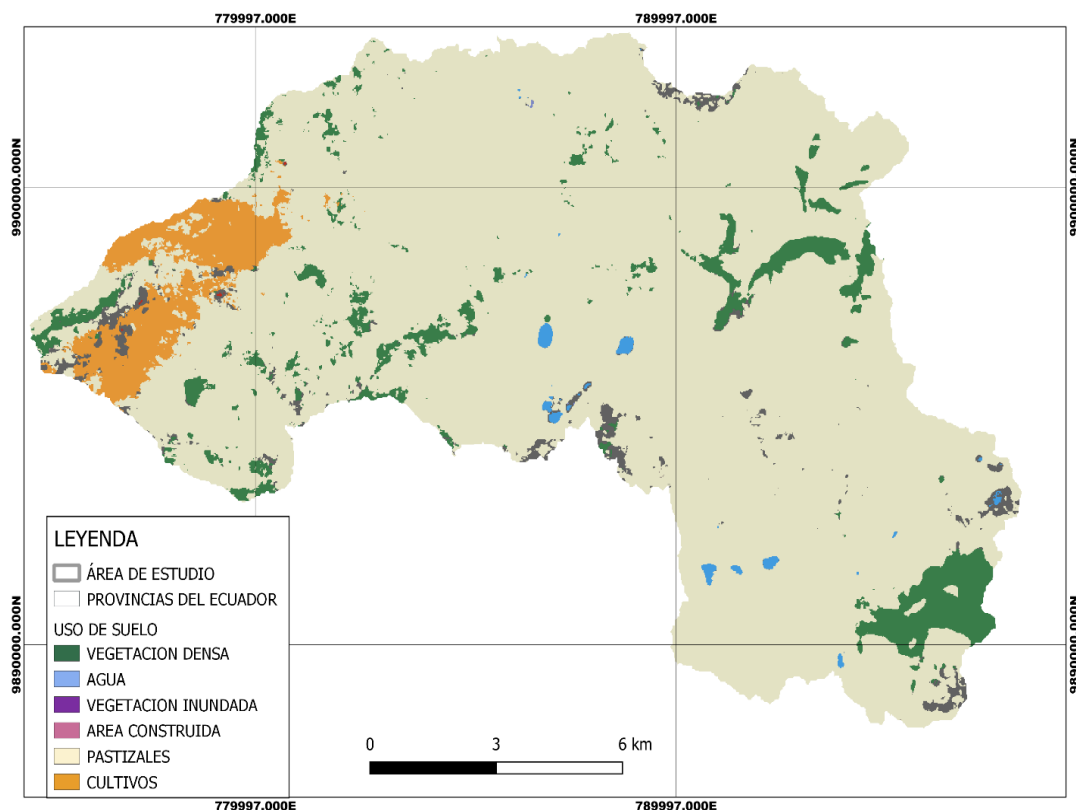 779997.000E 789997.000E
9900000.000N 9900000.000N
LEYENDA
ÁREA DE ESTUDIO
PROVINCIAS DEL ECUADOR
USO DE SUELO
VEGETACION DENSA
AGUA
VEGETACION INUNDADA
AREA CONSTRUIDA
PASTIZALES
CULTIVOS
0 3 6 km
9890000.000N 9890000.000N
779997.000E 789997.000E